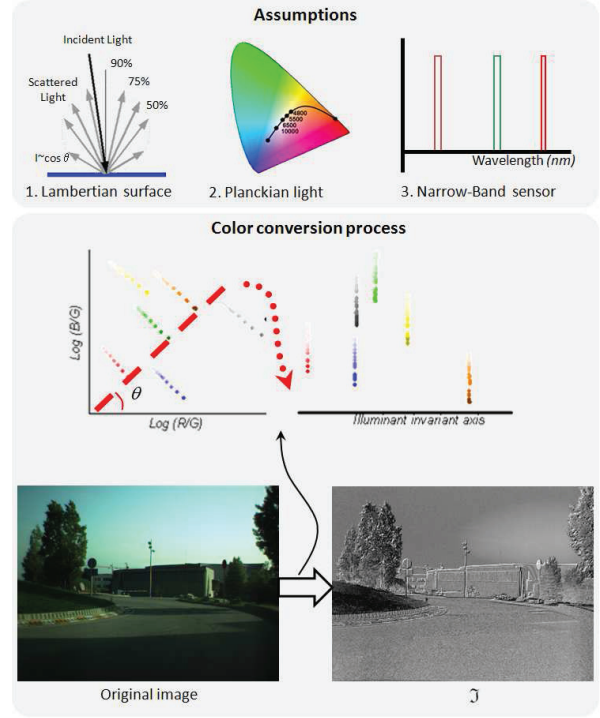 Assumptions
Incident Light
90%
Scattered
Light
75%
50%
I~cos θ
4800
5500
6500
10000
Wavelength (nm)
1. Lambertian surface
2. Planckian light
3. Narrow-Band sensor
Color conversion process
Log (B/G)
θ
Log (R/G)
Illuminant invariant axis
Original image
ℑ